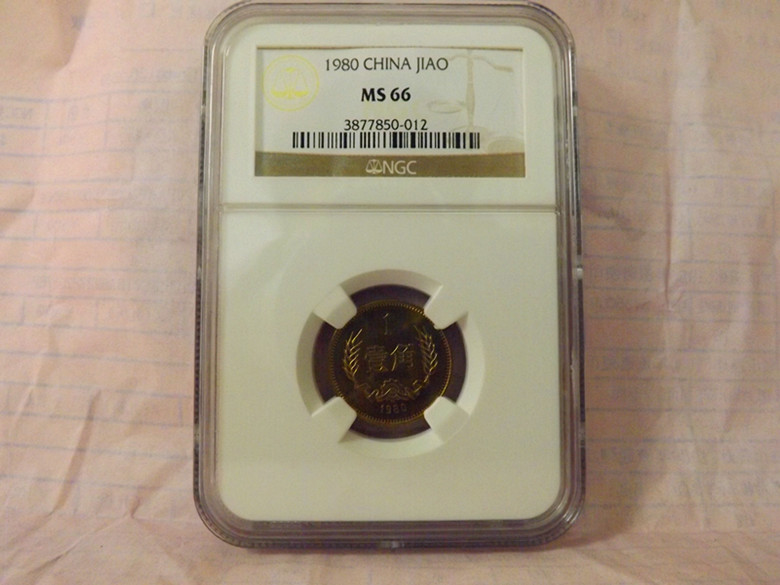 1980 CHINA JIAO
MS 66
3877850-012
NGC
1
壹角
1980